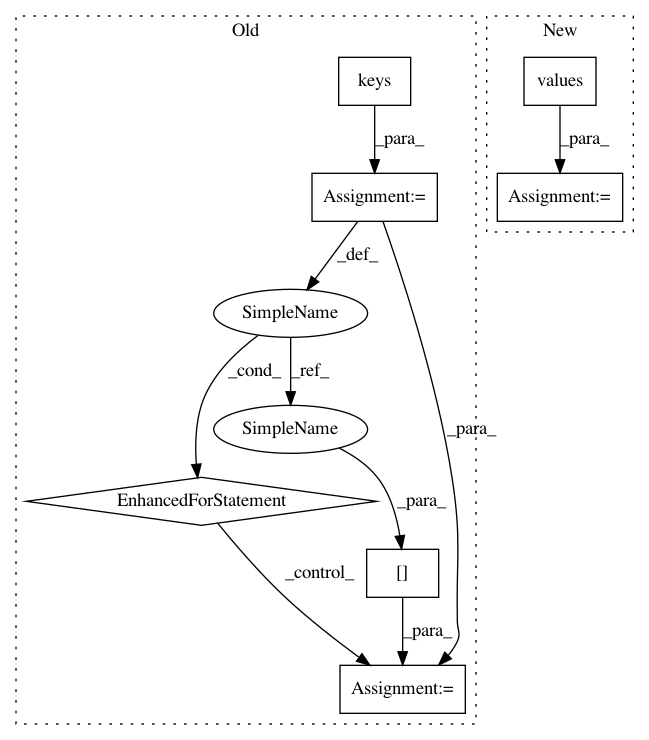 Old
New
keys
values
_para_
_para_
Assignment:=
Assignment:=
_def_
SimpleName
_cond_
_ref_
_para_
SimpleName
EnhancedForStatement
_para_
_control_
[]
_para_
Assignment:=